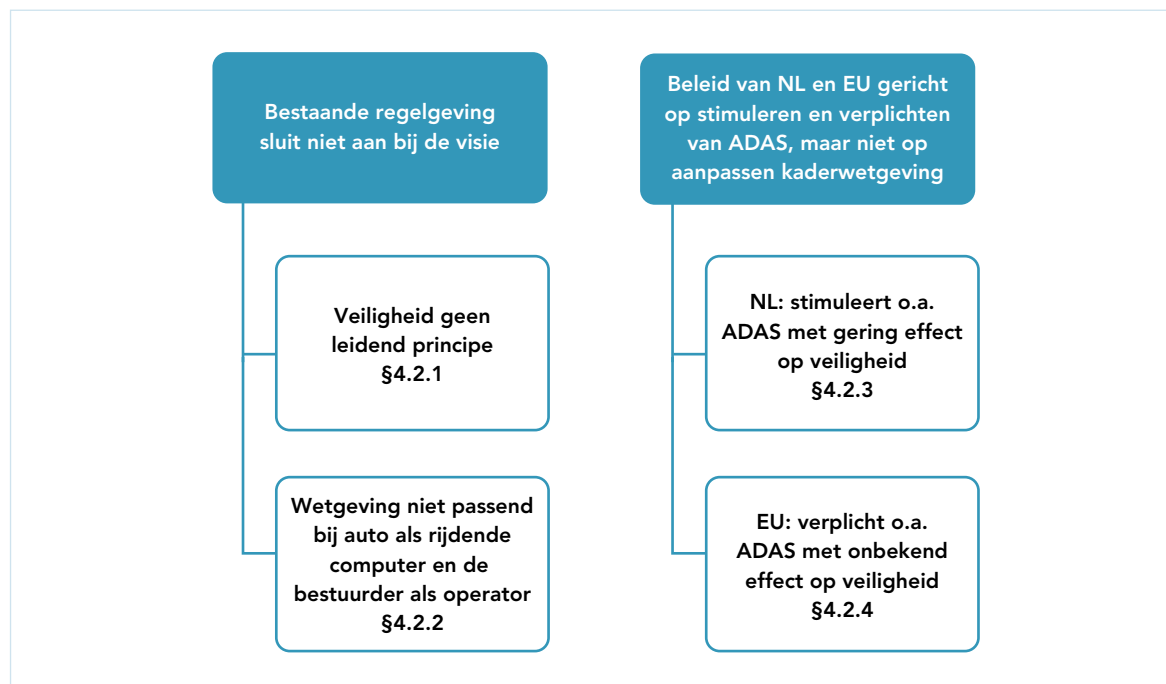 Bestaande regelgeving
sluit niet aan bij de visie
Veiligheid geen
leidend principe
§4.2.1
Wetgeving niet passend
bij auto als rijdende
computer en de
bestuurder als operator
§4.2.2
Beleid van NL en EU gericht
op stimuleren en verplichten
van ADAS, maar niet op
aanpassen kaderwetgeving
NL: stimuleert o.a.
ADAS met gering effect
op veiligheid
§4.2.3
EU: verplicht o.a.
ADAS met onbekend
effect op veiligheid
§4.2.4